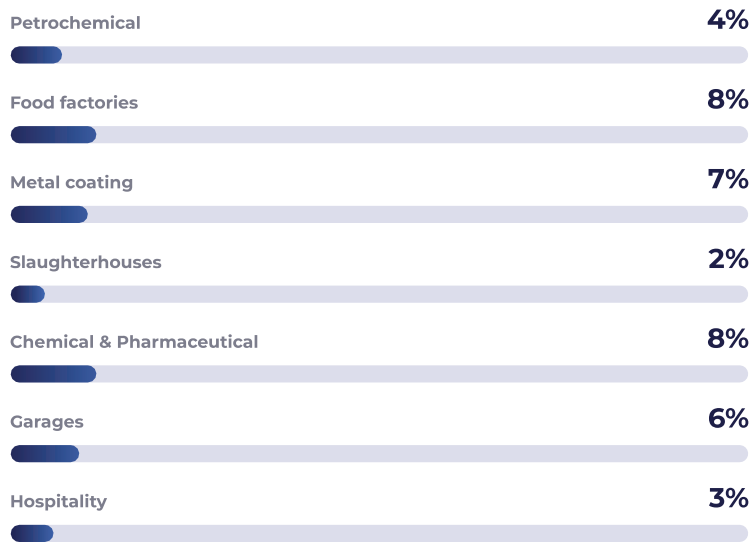 Petrochemical 4%
Food factories 8%
Metal coating 7%
Slaughterhouses 2%
Chemical & Pharmaceutical 8%
Garages 6%
Hospitality 3%